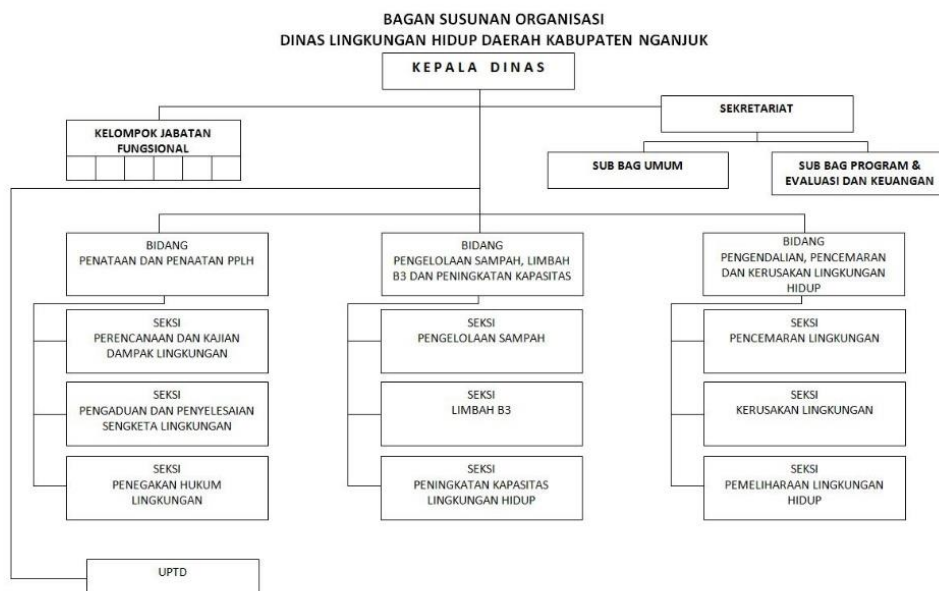 BAGAN SUSUNAN ORGANISASI
DINAS LINGKUNGAN HIDUP DAERAH KABUPATEN NGANJUK
KEPALA DINAS
SEKRETARIAT
KELOMPOK JABATAN
FUNGSIONAL
SUB BAG UMUM
SUB BAG PROGRAM &
EVALUASI DAN KEUANGAN
BIDANG
PENATAAN DAN PENAATAN PPLH
BIDANG
PENGELOLAAN SAMPAH, LIMBAH
B3 DAN PENINGKATAN KAPASITAS
BIDANG
PENGENDALIAN, PENCEMARAN
DAN KERUSAKAN LINGKUNGAN
HIDUP
SEKSI
PERENCANAAN DAN KAJIAN
DAMPAK LINGKUNGAN
SEKSI
PENGELOLAAN SAMPAH
SEKSI
PENCEMARAN LINGKUNGAN
SEKSI
PENGADUAN DAN PENYELESAIAN
SENGKETA LINGKUNGAN
SEKSI
LIMBAH B3
SEKSI
KERUSAKAN LINGKUNGAN
SEKSI
PENEGAKAN HUKUM
LINGKUNGAN
SEKSI
PENINGKATAN KAPASITAS
LINGKUNGAN HIDUP
SEKSI
PEMELIHARAAN LINGKUNGAN
HIDUP
UPTD